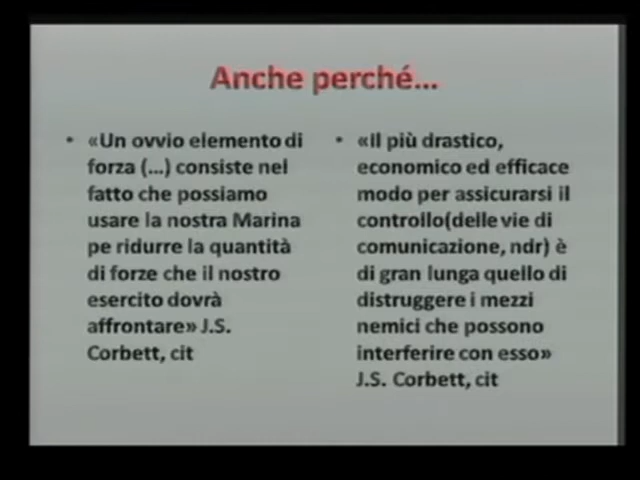 Anche perché...
• «Un ovvio elemento di
forza (...) consiste nel
fatto che possiamo
usare la nostra Marina
pe ridurre la quantità
di forze che il nostro
esercito dovrà
affrontare» J.S.
Corbett, cit
• «Il più drastico,
economico ed efficace
modo per assicurarsi il
controllo(delle vie di
comunicazione, ndr) è
di gran lunga quello di
distruggere i mezzi
nemici che possono
interferire con esso»
J.S. Corbett, cit